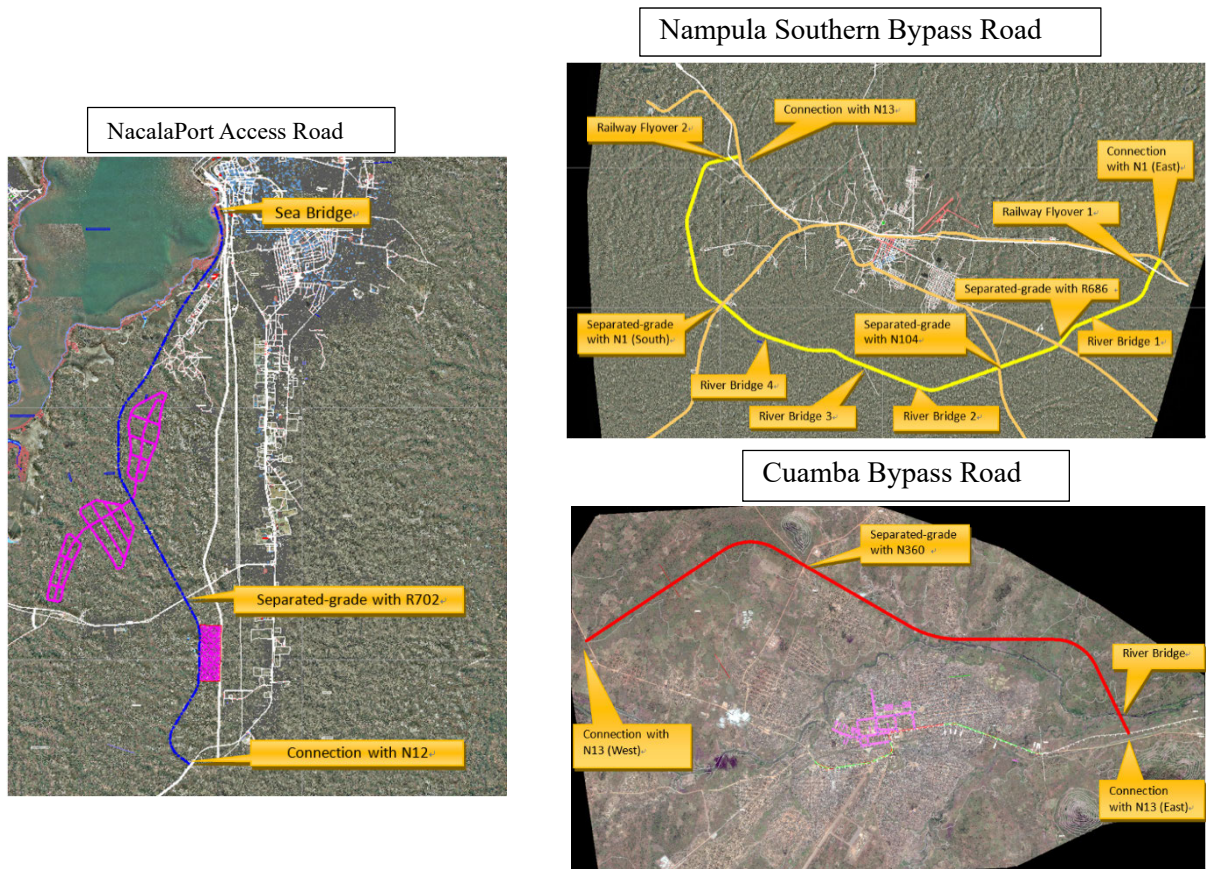 NacalaPort Access Road
Sea Bridge
Separated-grade with R702
Connection with N12
Nampula Southern Bypass Road
Connection with N13
Railway Flyover 2
Connection
with N1 (East)
Railway Flyover 1
Separated-grade with R686
Separated-grade
with N1 (South)
Separated-grade
with N104
River Bridge 1
River Bridge 4
River Bridge 3
River Bridge 2
Cuamba Bypass Road
Separated-grade
with N360
River Bridge
Connection with
N13 (West)
Connection
with N13 (East)